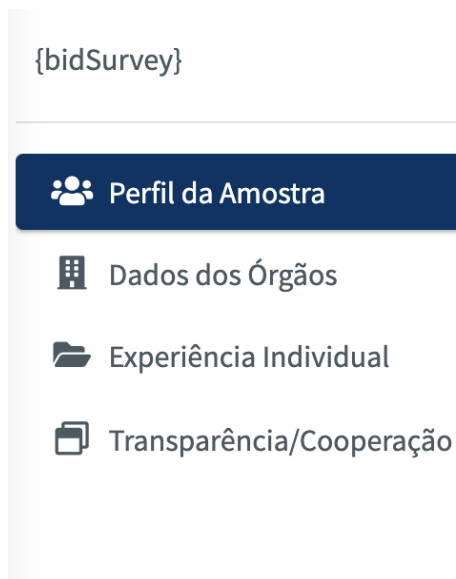 {bidSurvey}
Perfil da Amostra
Dados dos Órgãos
Experiência Individual
Transparência/Cooperação